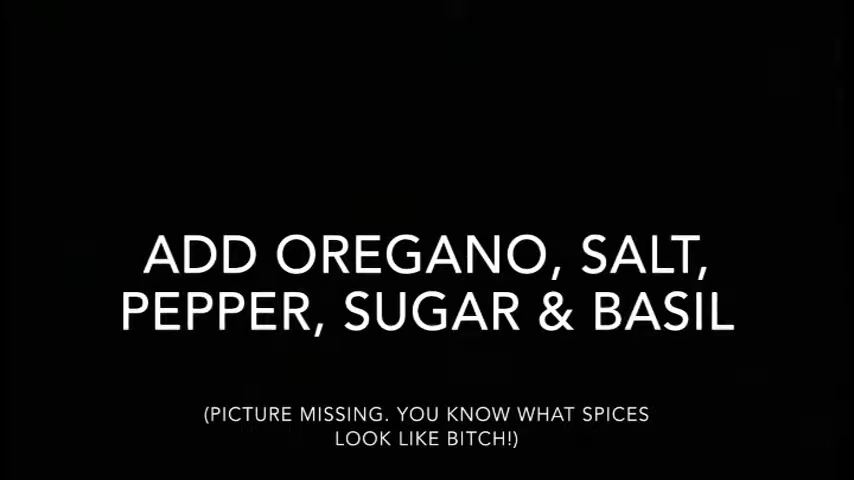 ADD OREGANO, SALT,
PEPPER, SUGAR & BASIL
(PICTURE MISSING. YOU KNOW WHAT SPICES
LOOK LIKE BITCH!)